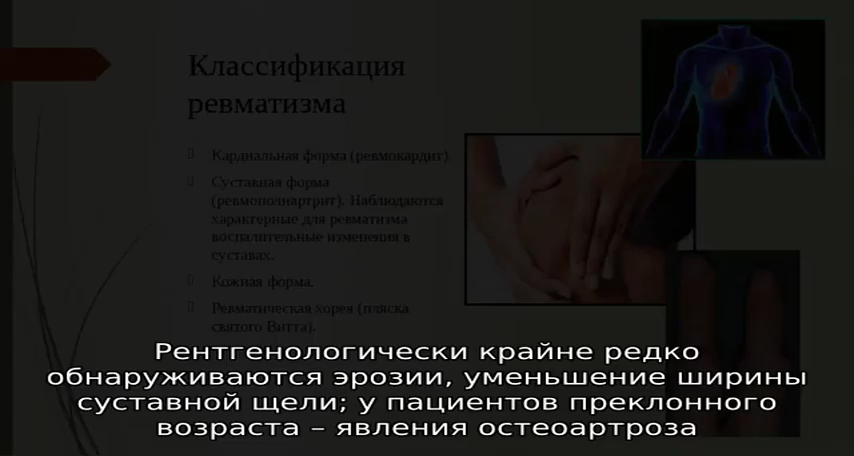 Классификация
ревматизма
Кардиальная форма (ревмокардит).
Суставная форма
(ревмополиартрит). Наблюдаются
характерные для ревматизма
воспалительные изменения в
суставах.
Кожная форма.
Ревматическая хорея (пляска
святого Витта).
Рентгенологически крайне редко
обнаруживаются эрозии, уменьшение ширины
суставной щели; у пациентов преклонного
возраста – явления остеоартроза